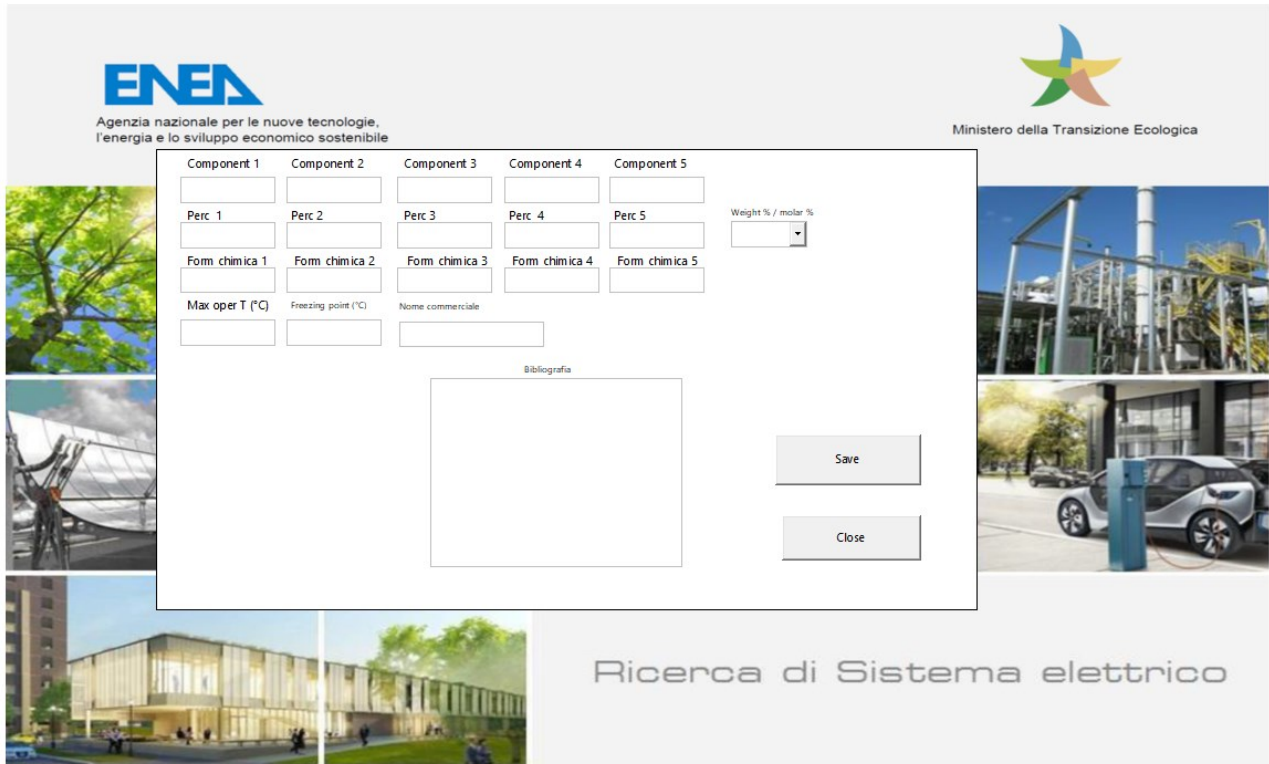 ENEA
Agenzia nazionale per le nuove tecnologie,
l'energia e lo sviluppo economico sostenibile
Ministero della Transizione Ecologica
Component 1 Component 2 Component 3 Component 4 Component 5
Perc 1 Perc 2 Perc 3 Perc 4 Perc 5 Weight % / molar %
Form chimica 1 Form chimica 2 Form chimica 3 Form chimica 4 Form chimica 5
Max oper T (°C) Freezing point (°C) Nome commerciale
Bibliografia
Save
Close
Ricerca di Sistema elettrico